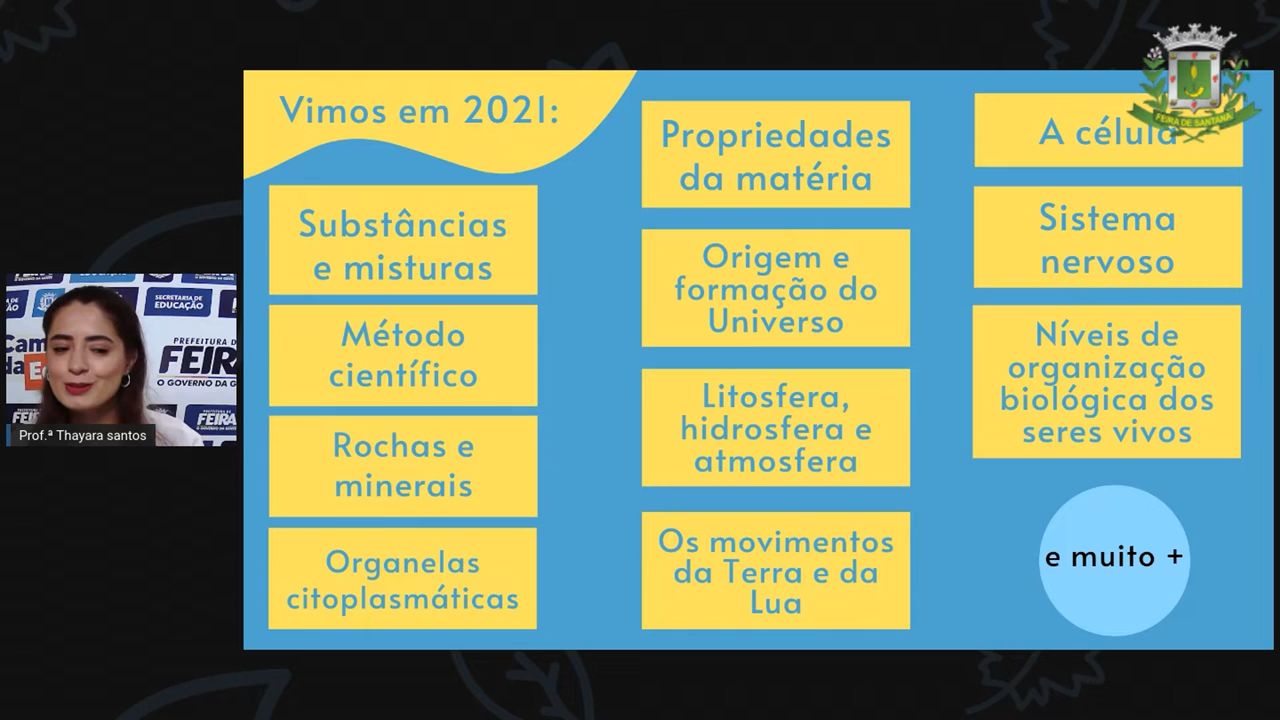 Vimos em 2021:
Substâncias
e misturas
Método
científico
Rochas e
minerais
Organelas
citoplasmáticas
Propriedades
da matéria
Origem e
formação do
Universo
Litosfera,
hidrosfera e
atmosfera
Os movimentos
da Terra e da
Lua
A célula
Sistema
nervoso
Níveis de
organização
biológica dos
seres vivos
e muito +
FEIRA DE SANTANA
SECRETARIA DE
EDUCAÇÃO
PREFEITURA D
FEIR
O GOVERNO DA G
Prof.ª Thayara santos